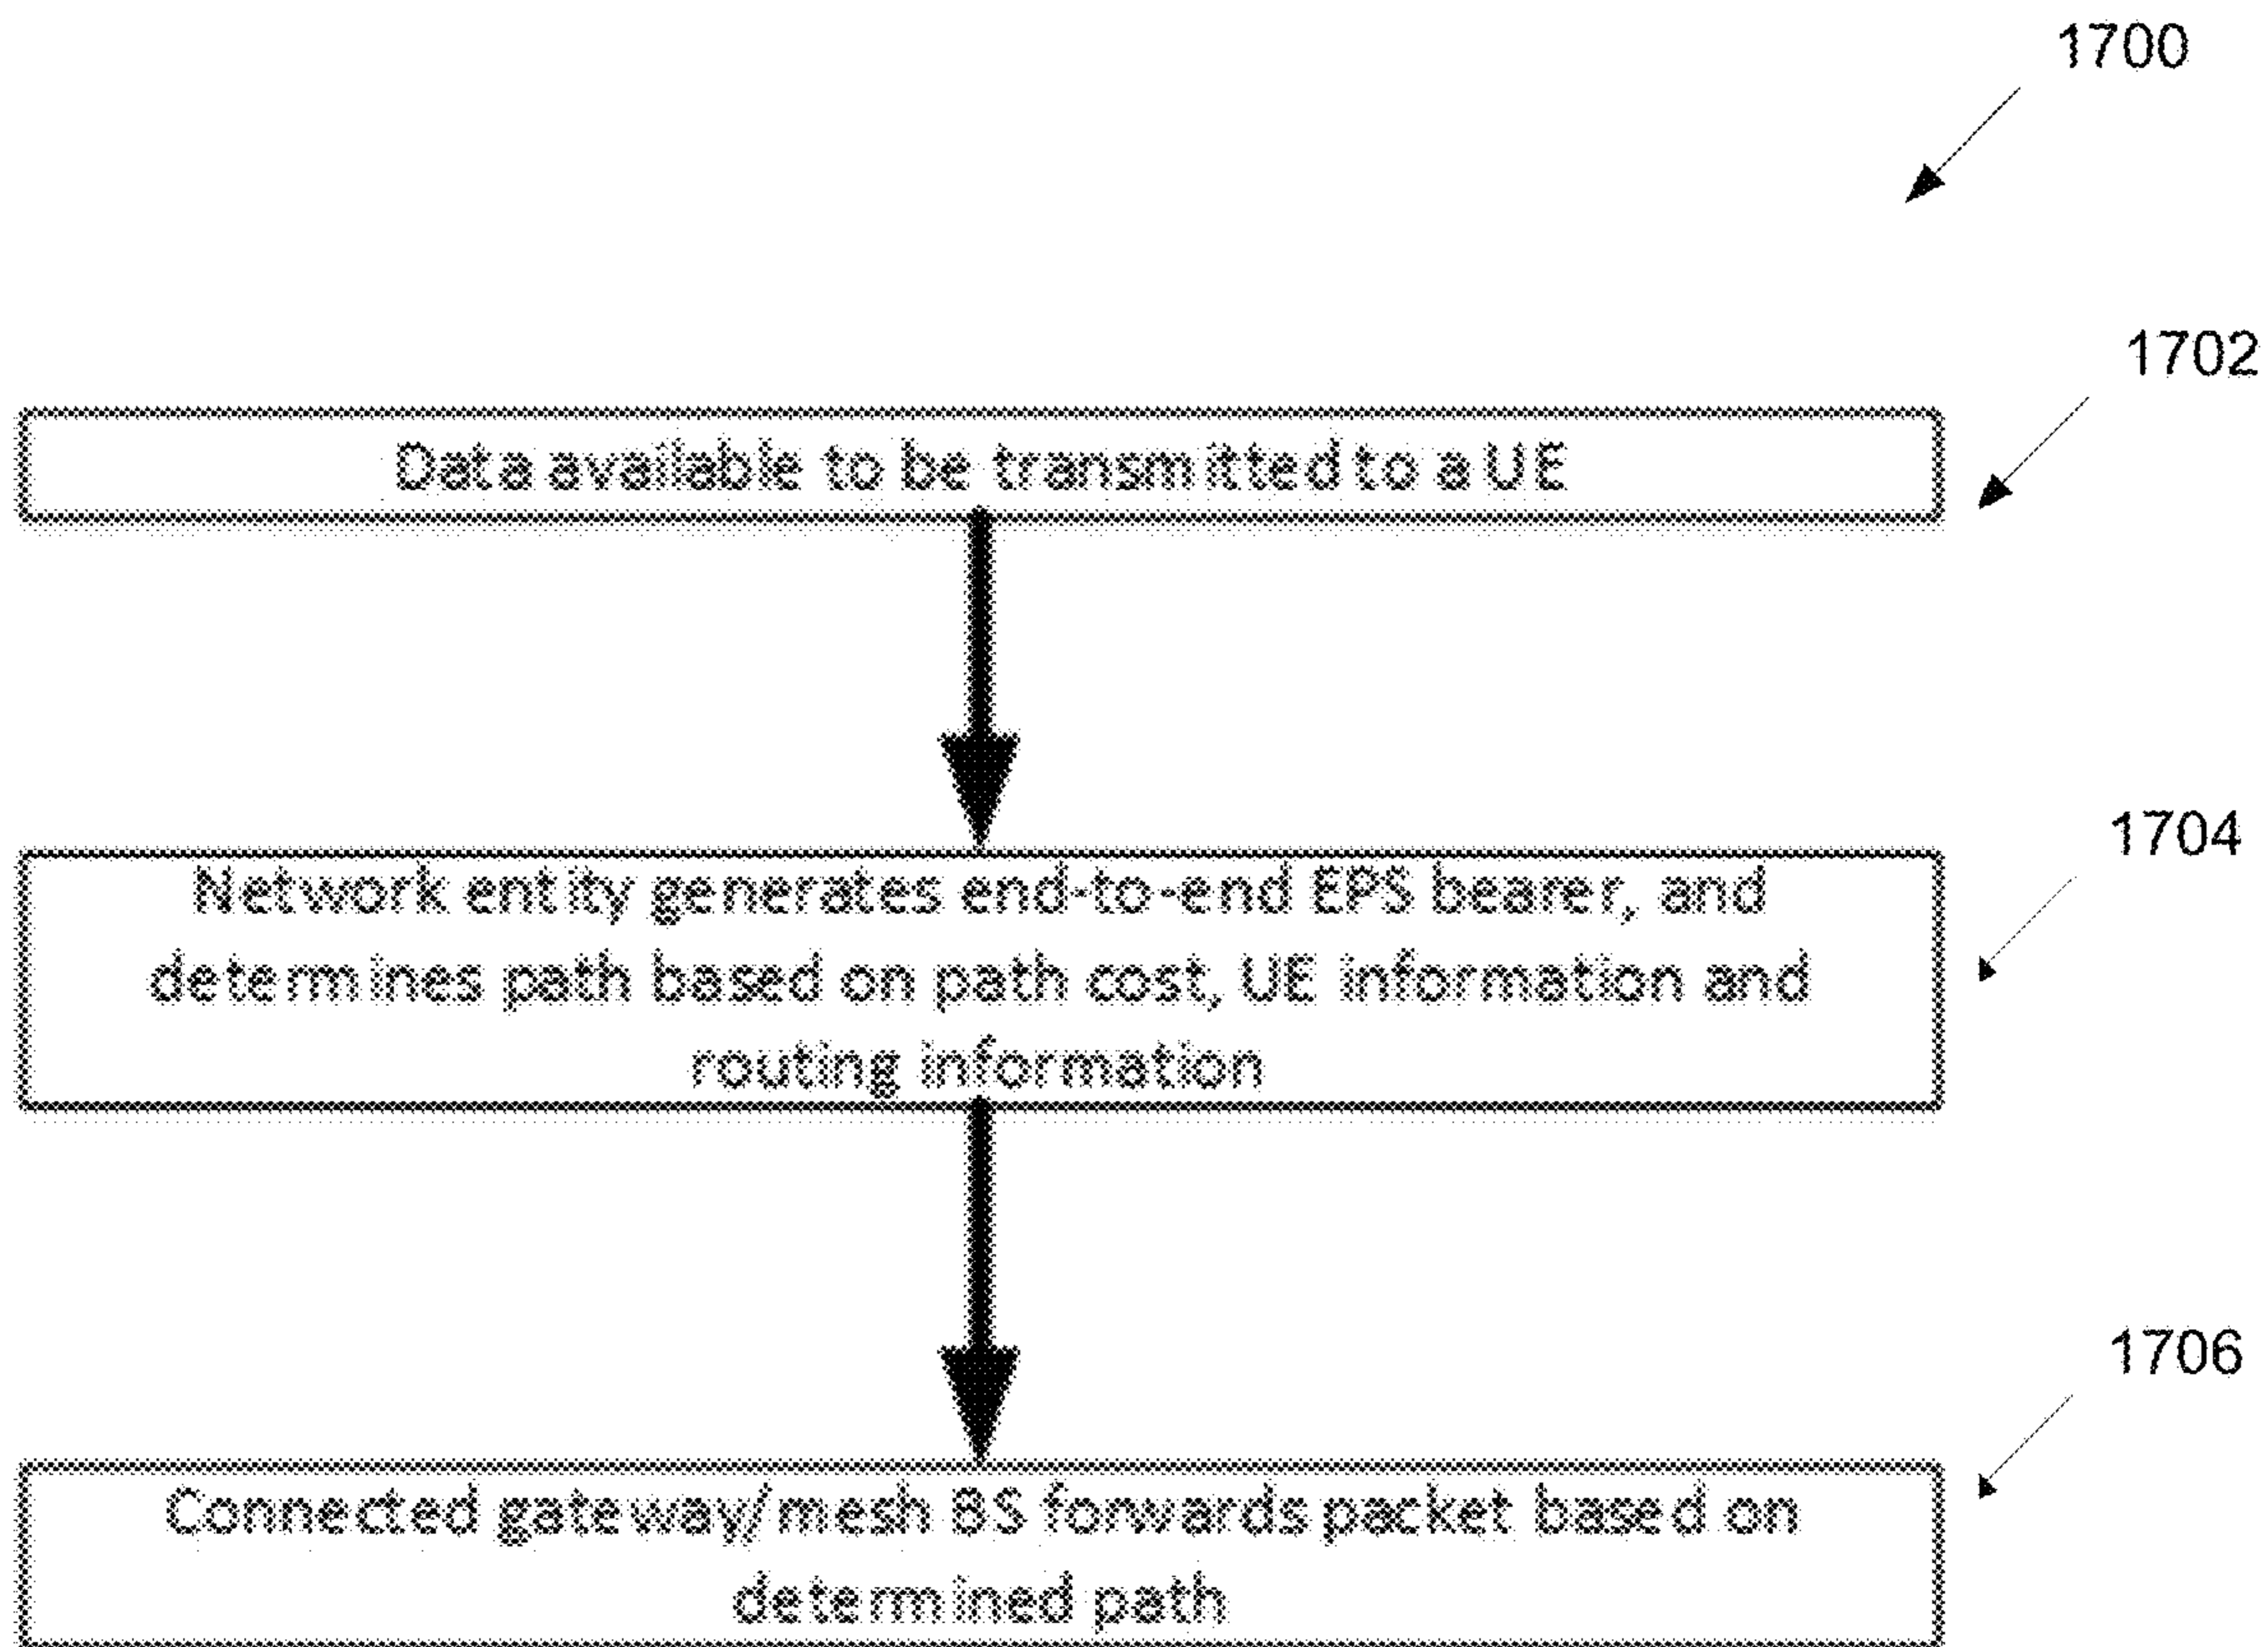 1700
1702
Data available to be transmitted to a UE
1704
Network entity generates end-to-end EPS bearer, and
determines path based on path cost, UE information and
routing information
1706
Connected gateway/mesh BS forwards packet based on
determined path